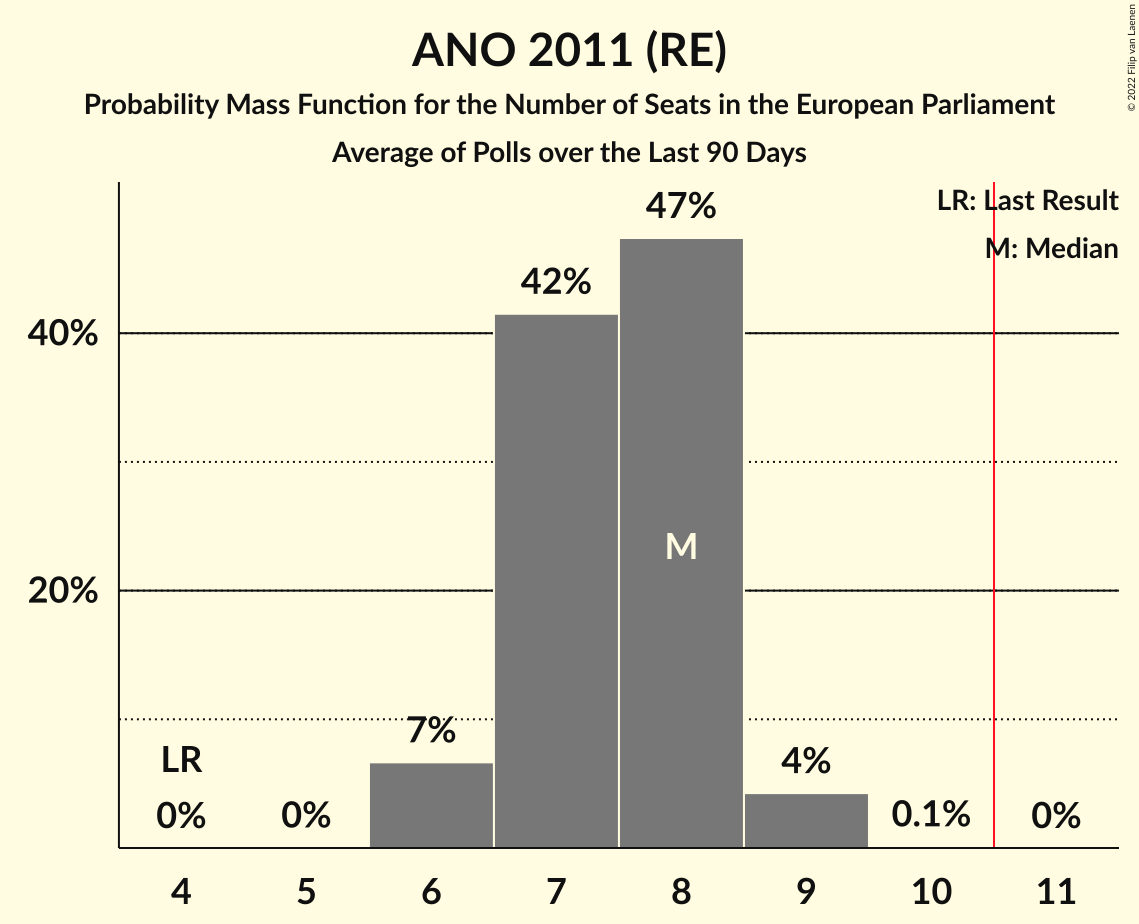 ANO 2011 (RE)
Probability Mass Function for the Number of Seats in the European Parliament
Average of Polls over the Last 90 Days
© 2022 Filip van Laenen
LR: Last Result
M: Median
47%
42%
40%
M
20%
7%
LR
4%
0%
0%
0.1%
0%
4 5 6 7 8 9 10 11